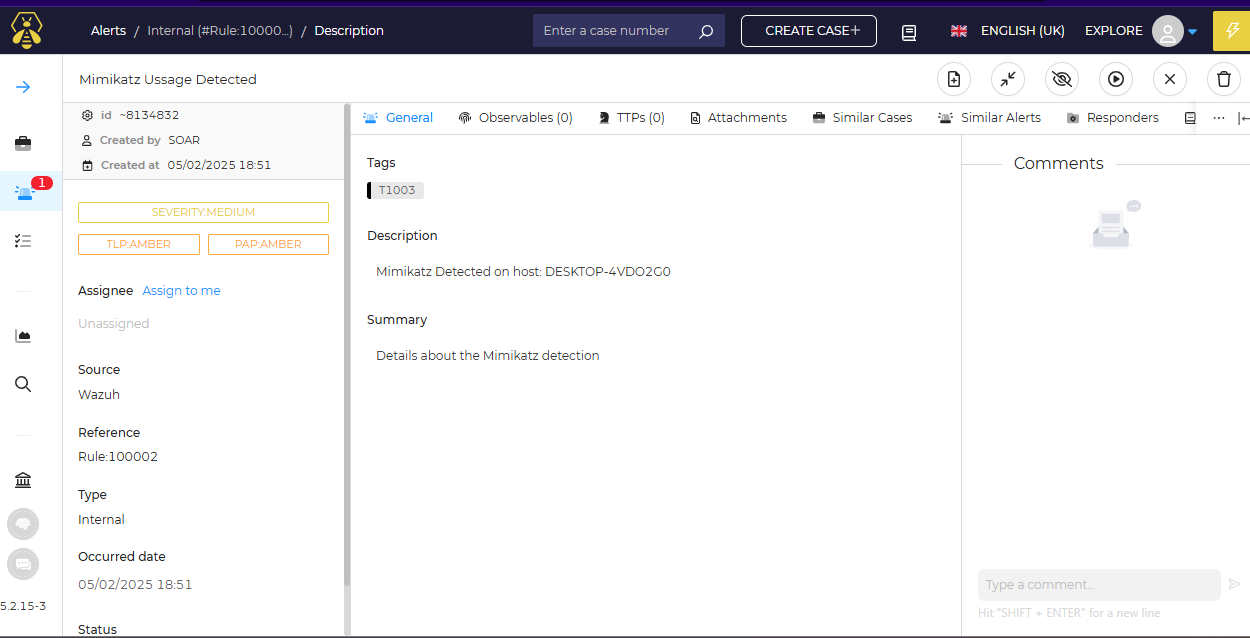 Alerts / Internal (#Rule:10000...) / Description
Enter a case number
CREATE CASE+
ENGLISH (UK)
EXPLORE
Mimikatz Ussage Detected
id ~8134832
Created by SOAR
Created at 05/02/2025 18:51
SEVERITY:MEDIUM
TLP:AMBER
PAP:AMBER
Assignee Assign to me
Unassigned
Source
Wazuh
Reference
Rule:100002
Type
Internal
Occurred date
05/02/2025 18:51
Status
General
Observables (0)
TTPs (0)
Attachments
Similar Cases
Similar Alerts
Responders
...
Tags
T1003
Description
Mimikatz Detected on host: DESKTOP-4VDO2G0
Summary
Details about the Mimikatz detection
Comments
Type a comment...
Hit "SHIFT + ENTER" for a new line
1
5.2.15-3